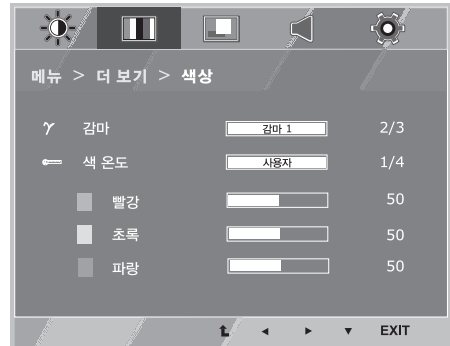 메뉴 > 더 보기 > 색상
γ 감마 감마 1 2/3
색 온도 사용자 1/4
빨강 50
초록 50
파랑 50
EXIT